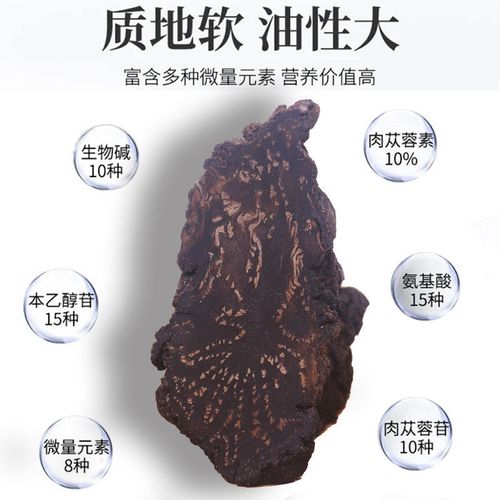 质地软 油性大
富含多种微量元素 营养价值高
生物碱
10种
肉苁蓉素
10%
本乙醇苷
15种
氨基酸
15种
微量元素
8种
肉苁蓉苷
10种